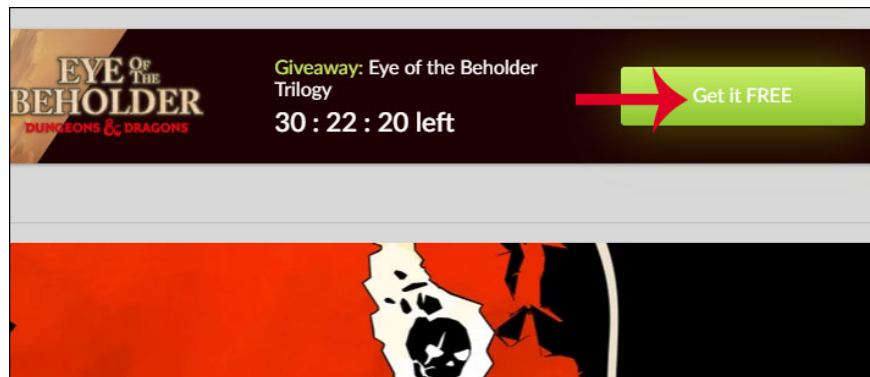 EYE OF THE
BEHOLDER
DUNGEONS & DRAGONS
Giveaway: Eye of the Beholder
Trilogy
30 : 22 : 20 left
Get it FREE